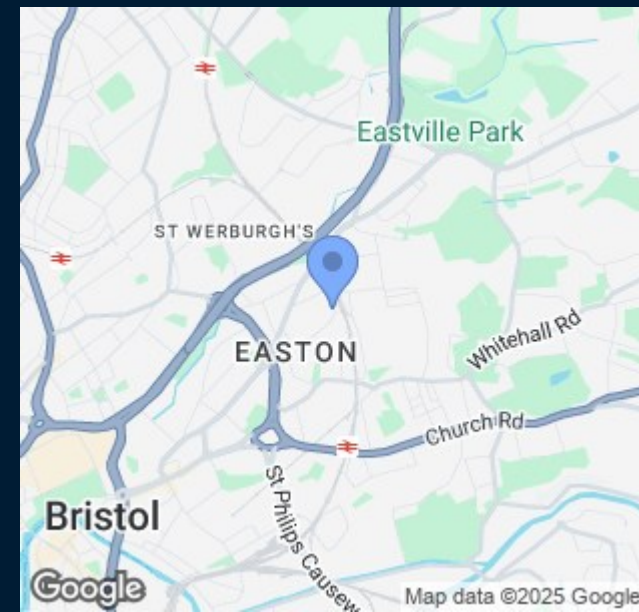 Eastville Park
ST WERBURGH'S
EASTON
Whitehall Rd
Church Rd
St Philips Causew
Bristol
Google
Map data ©2025 Google